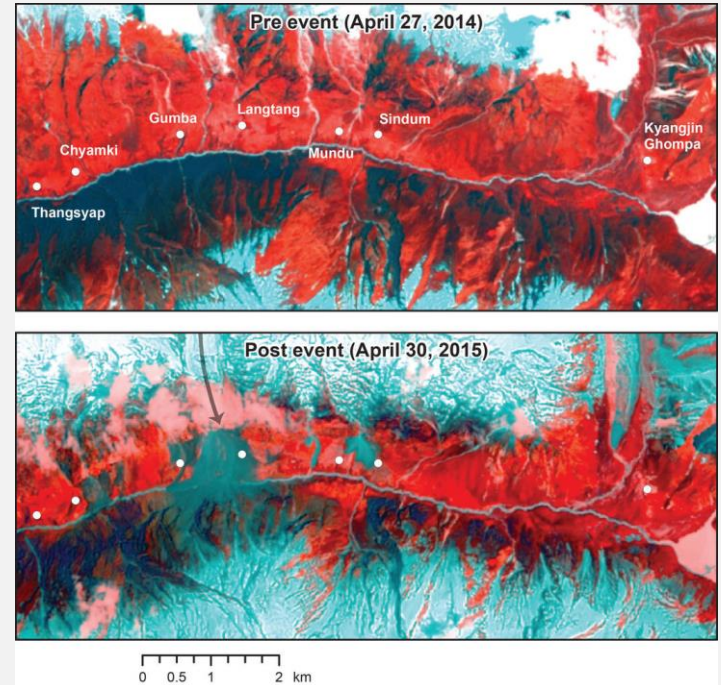 Pre event (April 27, 2014)
Gumba
Langtang
Sindum
Kyangjin
Ghompa
Chyamki
Mundu
Thangsyap
Post event (April 30, 2015)
0 0.5 1 2 km